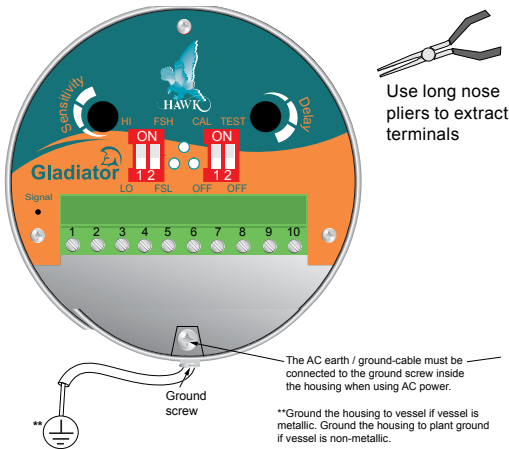 Sensitivity
HAWK
Delay
HI FSH CAL TEST
ON ON
1 2 1 2
LO FSL OFF OFF
Gladiator
Signal
1 2 3 4 5 6 7 8 9 10
Use long nose
pliers to extract
terminals
The AC earth / ground-cable must be
connected to the ground screw inside
the housing when using AC power.
Ground
screw
**Ground the housing to vessel if vessel is
metallic. Ground the housing to plant ground
if vessel is non-metallic.
**